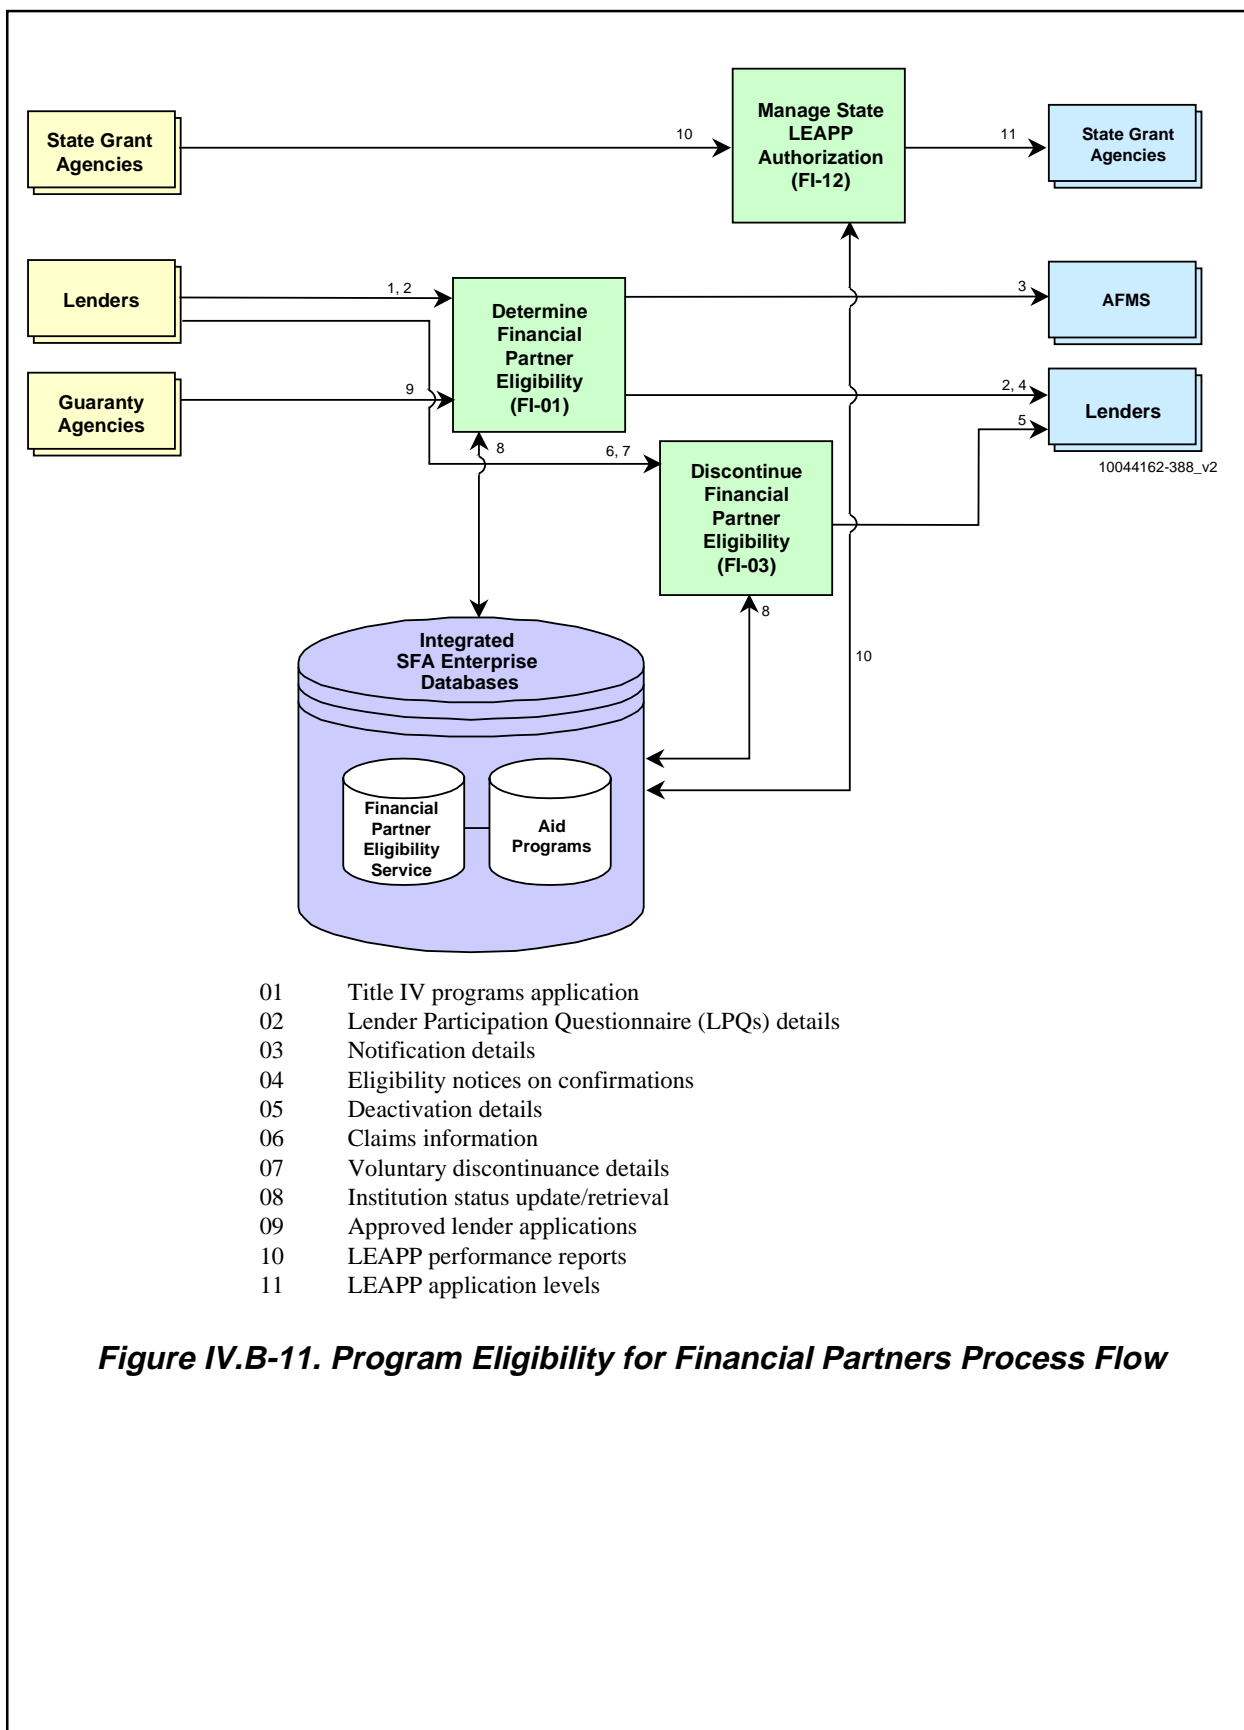 State Grant
Agencies
10
Manage State
LEAPP
Authorization
(FI-12)
11
State Grant
Agencies
Lenders
1, 2
Determine
Financial
Partner
Eligibility
(FI-01)
3
AFMS
Guaranty
Agencies
9
2, 4
Lenders
5
10044162-388_v2
8
6, 7
Discontinue
Financial
Partner
Eligibility
(FI-03)
8
10
Integrated
SFA Enterprise
Databases
Financial
Partner
Eligibility
Service
Aid
Programs
01 Title IV programs application
02 Lender Participation Questionnaire (LPQs) details
03 Notification details
04 Eligibility notices on confirmations
05 Deactivation details
06 Claims information
07 Voluntary discontinuance details
08 Institution status update/retrieval
09 Approved lender applications
10 LEAPP performance reports
11 LEAPP application levels
Figure IV.B-11. Program Eligibility for Financial Partners Process Flow